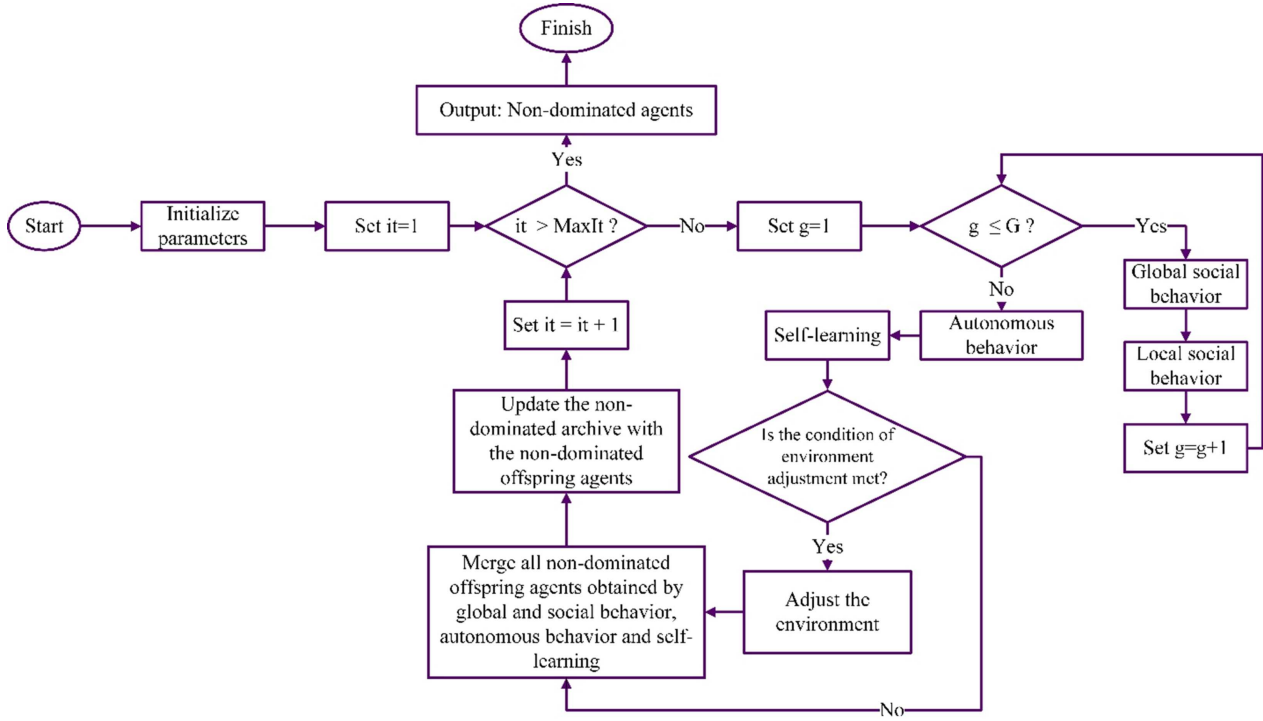 Finish
Output: Non-dominated agents
Yes
Start
Initialize
parameters
Set it=1
it > MaxIt ?
No
Set g=1
g ≤ G ?
Yes
Global social
behavior
Local social
behavior
Set g=g+1
No
Autonomous
behavior
Self-learning
Is the condition of
environment
adjustment met?
Yes
Adjust the
environment
No
Merge all non-dominated
offspring agents obtained by
global and social behavior,
autonomous behavior and self-
learning
Update the non-
dominated archive with
the non-dominated
offspring agents
Set it = it + 1